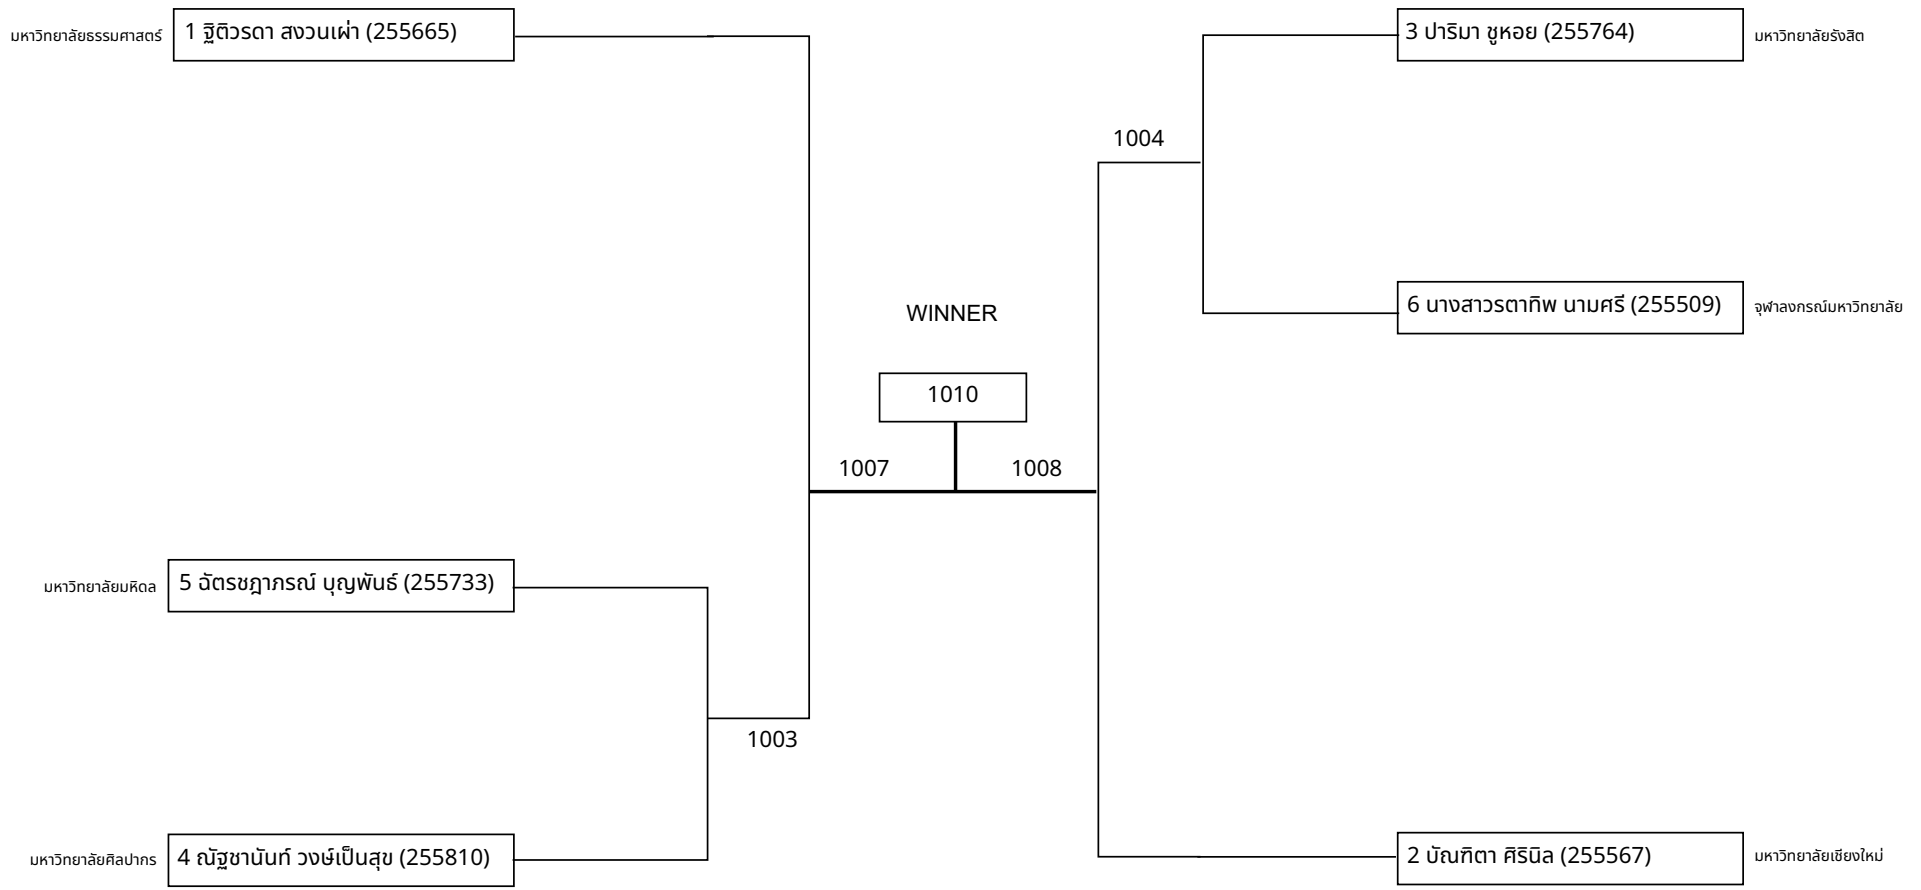 มหาวิทยาลัยธรรมศาสตร์
1 ฐิติวรดา สงวนเผ่า (255665)
3 ปาริมา ชูหอย (255764)
มหาวิทยาลัยรังสิต
1004
WINNER
6 นางสาวรตาทิพ นามศรี (255509)
จุฬาลงกรณ์มหาวิทยาลัย
1010
1007
1008
มหาวิทยาลัยมหิดล
5 ฉัตรชฎาภรณ์ บุญพันธ์ (255733)
1003
มหาวิทยาลัยศิลปากร
4 ณัฐชานันท์ วงษ์เป็นสุข (255810)
2 บัณฑิตา ศิรินิล (255567)
มหาวิทยาลัยเชียงใหม่